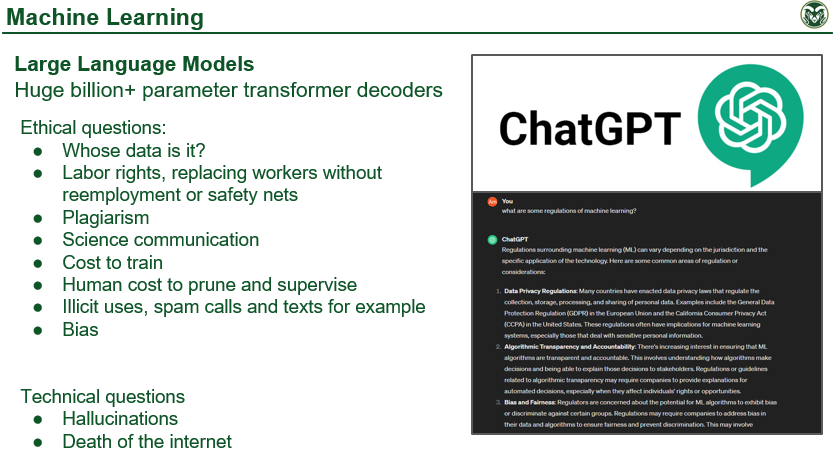 Machine Learning
Large Language Models
Huge billion+ parameter transformer decoders
Ethical questions:
● Whose data is it?
● Labor rights, replacing workers without
reemployment or safety nets
● Plagiarism
● Science communication
● Cost to train
● Human cost to prune and supervise
● Illicit uses, spam calls and texts for example
● Bias
Technical questions
● Hallucinations
● Death of the internet
ChatGPT
You
what are some regulations of machine learning?
ChatGPT
Regulations surrounding machine learning (ML) can vary depending on the jurisdiction and the
specific application of the technology. Here are some common areas of regulation or
considerations:
1. Data Privacy Regulations: Many countries have enacted data privacy laws that regulate the
collection, storage, processing, and sharing of personal data. Examples include the General Data
Protection Regulation (GDPR) in the European Union and the California Consumer Privacy Act
(CCPA) in the United States. These regulations often have implications for machine learning
systems, especially those that deal with sensitive personal information.
2. Algorithmic Transparency and Accountability: There's increasing interest in ensuring that ML
algorithms are transparent and accountable. This involves understanding how algorithms make
decisions and being able to explain those decisions to stakeholders. Regulations or guidelines
related to algorithmic transparency may require companies to provide explanations for
automated decisions, especially when they affect individuals' rights or opportunities.
3. Bias and Fairness: Regulators are concerned about the potential for ML algorithms to exhibit bias
or discriminate against certain groups. Regulations may require companies to address bias in
their data and algorithms to ensure fairness and prevent discrimination. This may involve